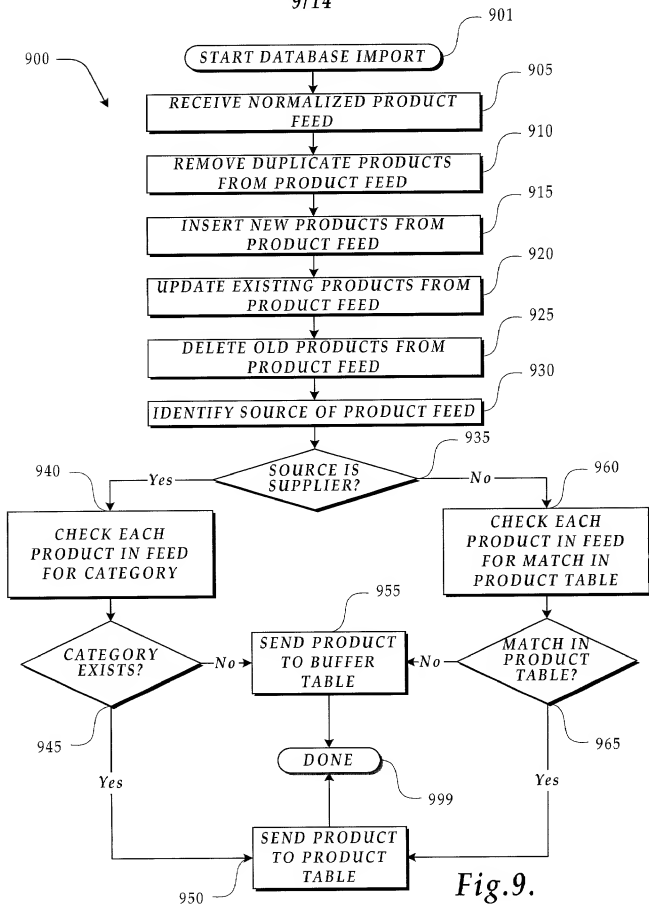 9/14
901
START DATABASE IMPORT
900
905
RECEIVE NORMALIZED PRODUCT
FEED
910
REMOVE DUPLICATE PRODUCTS
FROM PRODUCT FEED
915
INSERT NEW PRODUCTS FROM
PRODUCT FEED
920
UPDATE EXISTING PRODUCTS FROM
PRODUCT FEED
925
DELETE OLD PRODUCTS FROM
PRODUCT FEED
930
IDENTIFY SOURCE OF PRODUCT FEED
935
SOURCE IS
SUPPLIER?
Yes
No
940
CHECK EACH
PRODUCT IN FEED
FOR CATEGORY
960
CHECK EACH
PRODUCT IN FEED
FOR MATCH IN
PRODUCT TABLE
955
SEND PRODUCT
TO BUFFER
TABLE
CATEGORY
EXISTS?
No
No
MATCH IN
PRODUCT
TABLE?
945
965
DONE
999
Yes
Yes
SEND PRODUCT
TO PRODUCT
TABLE
950
Fig.9.